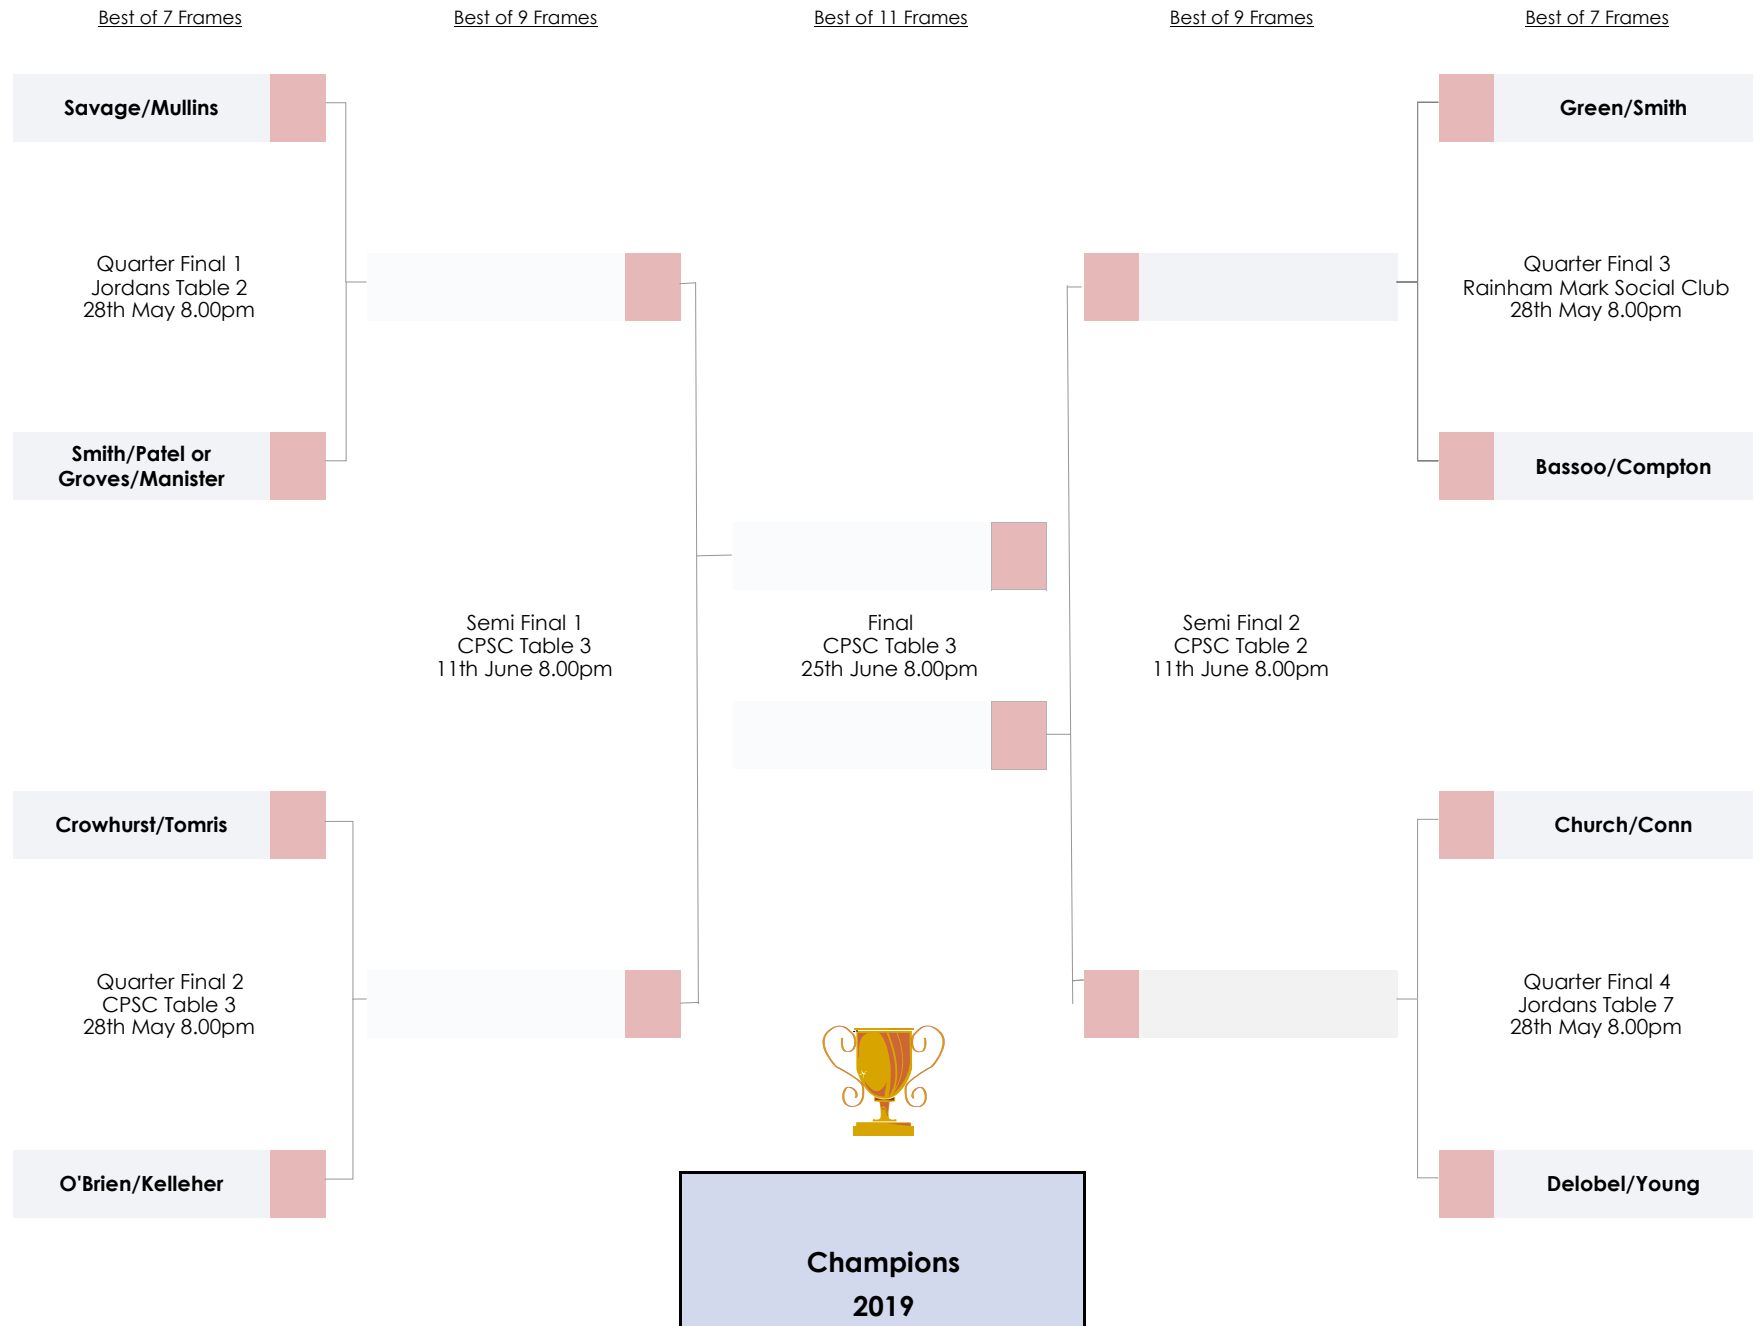 Best of 7 Frames
Best of 9 Frames
Best of 11 Frames
Best of 9 Frames
Best of 7 Frames
Savage/Mullins
Green/Smith
Quarter Final 1
Jordans Table 2
28th May 8.00pm
Quarter Final 3
Rainham Mark Social Club
28th May 8.00pm
Smith/Patel or
Groves/Manister
Bassoo/Compton
Semi Final 1
CPSC Table 3
11th June 8.00pm
Final
CPSC Table 3
25th June 8.00pm
Semi Final 2
CPSC Table 2
11th June 8.00pm
Crowhurst/Tomris
Church/Conn
Quarter Final 2
CPSC Table 3
28th May 8.00pm
Quarter Final 4
Jordans Table 7
28th May 8.00pm
O'Brien/Kelleher
Delobel/Young
Champions
2019